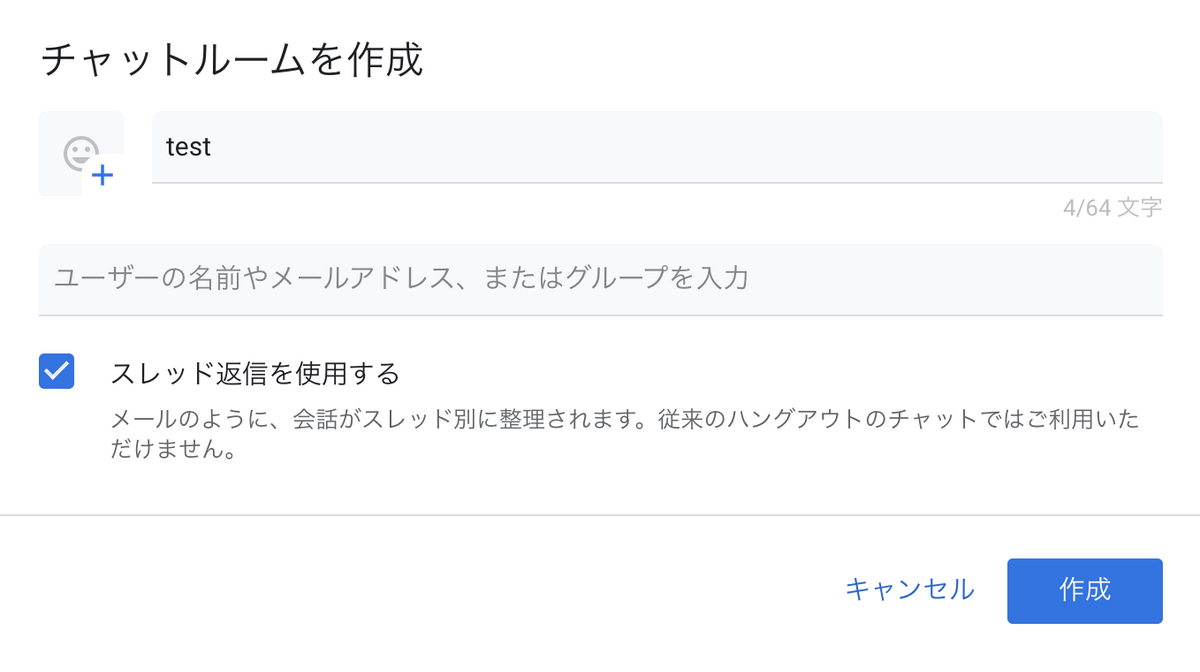 チャットルームを作成
test
4/64 文字
ユーザーの名前やメールアドレス、またはグループを入力
スレッド返信を使用する
メールのように、会話がスレッド別に整理されます。従来のハングアウトのチャットではご利用いた
だけません。
キャンセル
作成